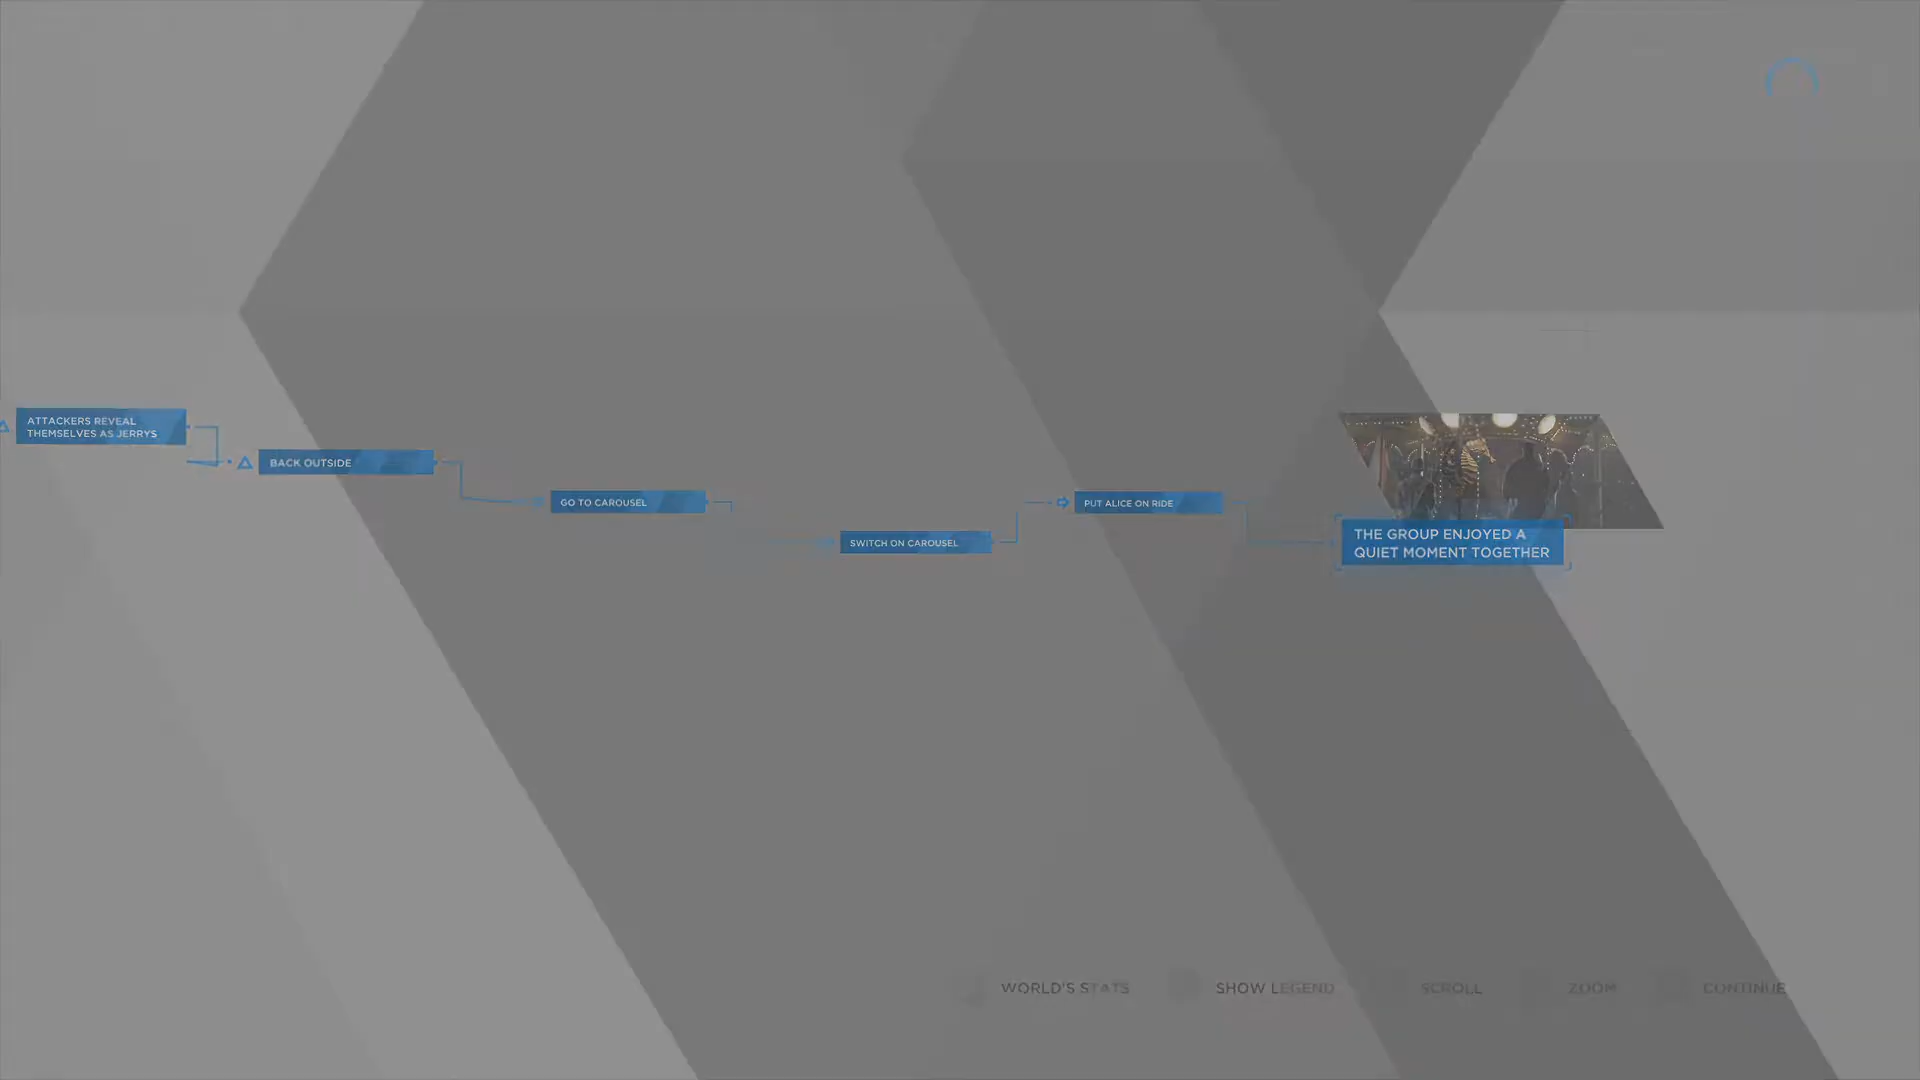 ATTACKERS REVEAL
THEMSELVES AS JERRYS
BACK OUTSIDE
GO TO CAROUSEL
SWITCH ON CAROUSEL
PUT ALICE ON RIDE
THE GROUP ENJOYED A
QUIET MOMENT TOGETHER
WORLD'S STATS
SHOW LEGEND
SCROLL
ZOOM
CONTINUE